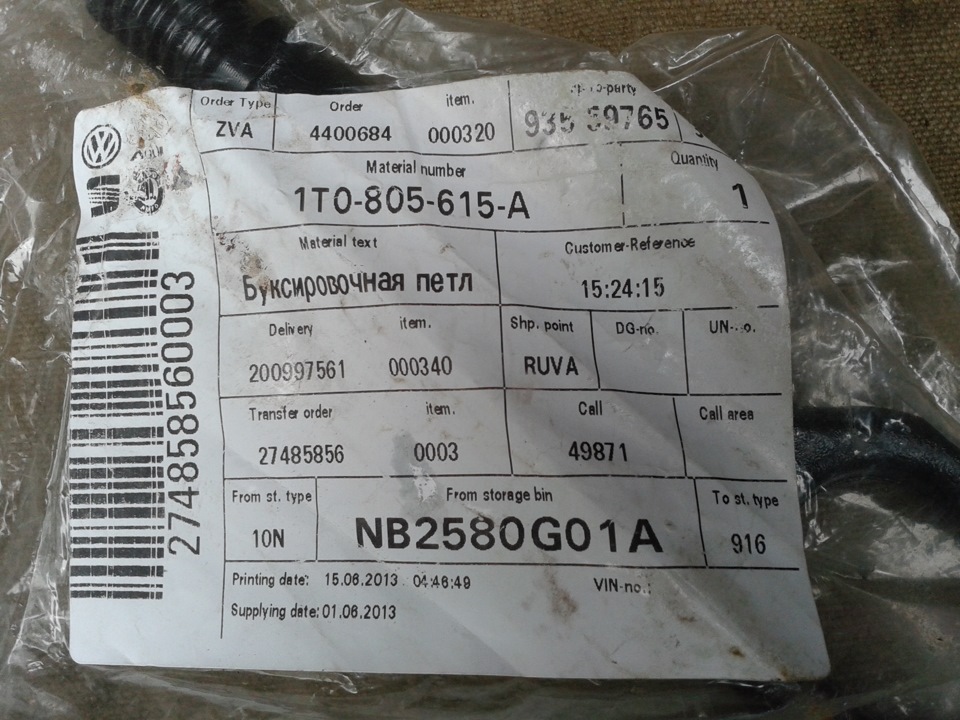 Order Type Order item.
ZVA 4400684 000320 59765
Material number Quantity
1T0-805-615-A 1
Material text Customer-Reference
Буксировочная петл 15:24:15
Delivery item. Shp. point DG-no.
200997561 000340 RUVA
Transfer order item. Call Call area
27485856 0003 49871
From st. type From storage bin To st. type
10N NB2580G01A 916
Printing date: 15.06.2013 04:46:49 VIN-no.:
Supplying date: 01.06.2013
274858560003